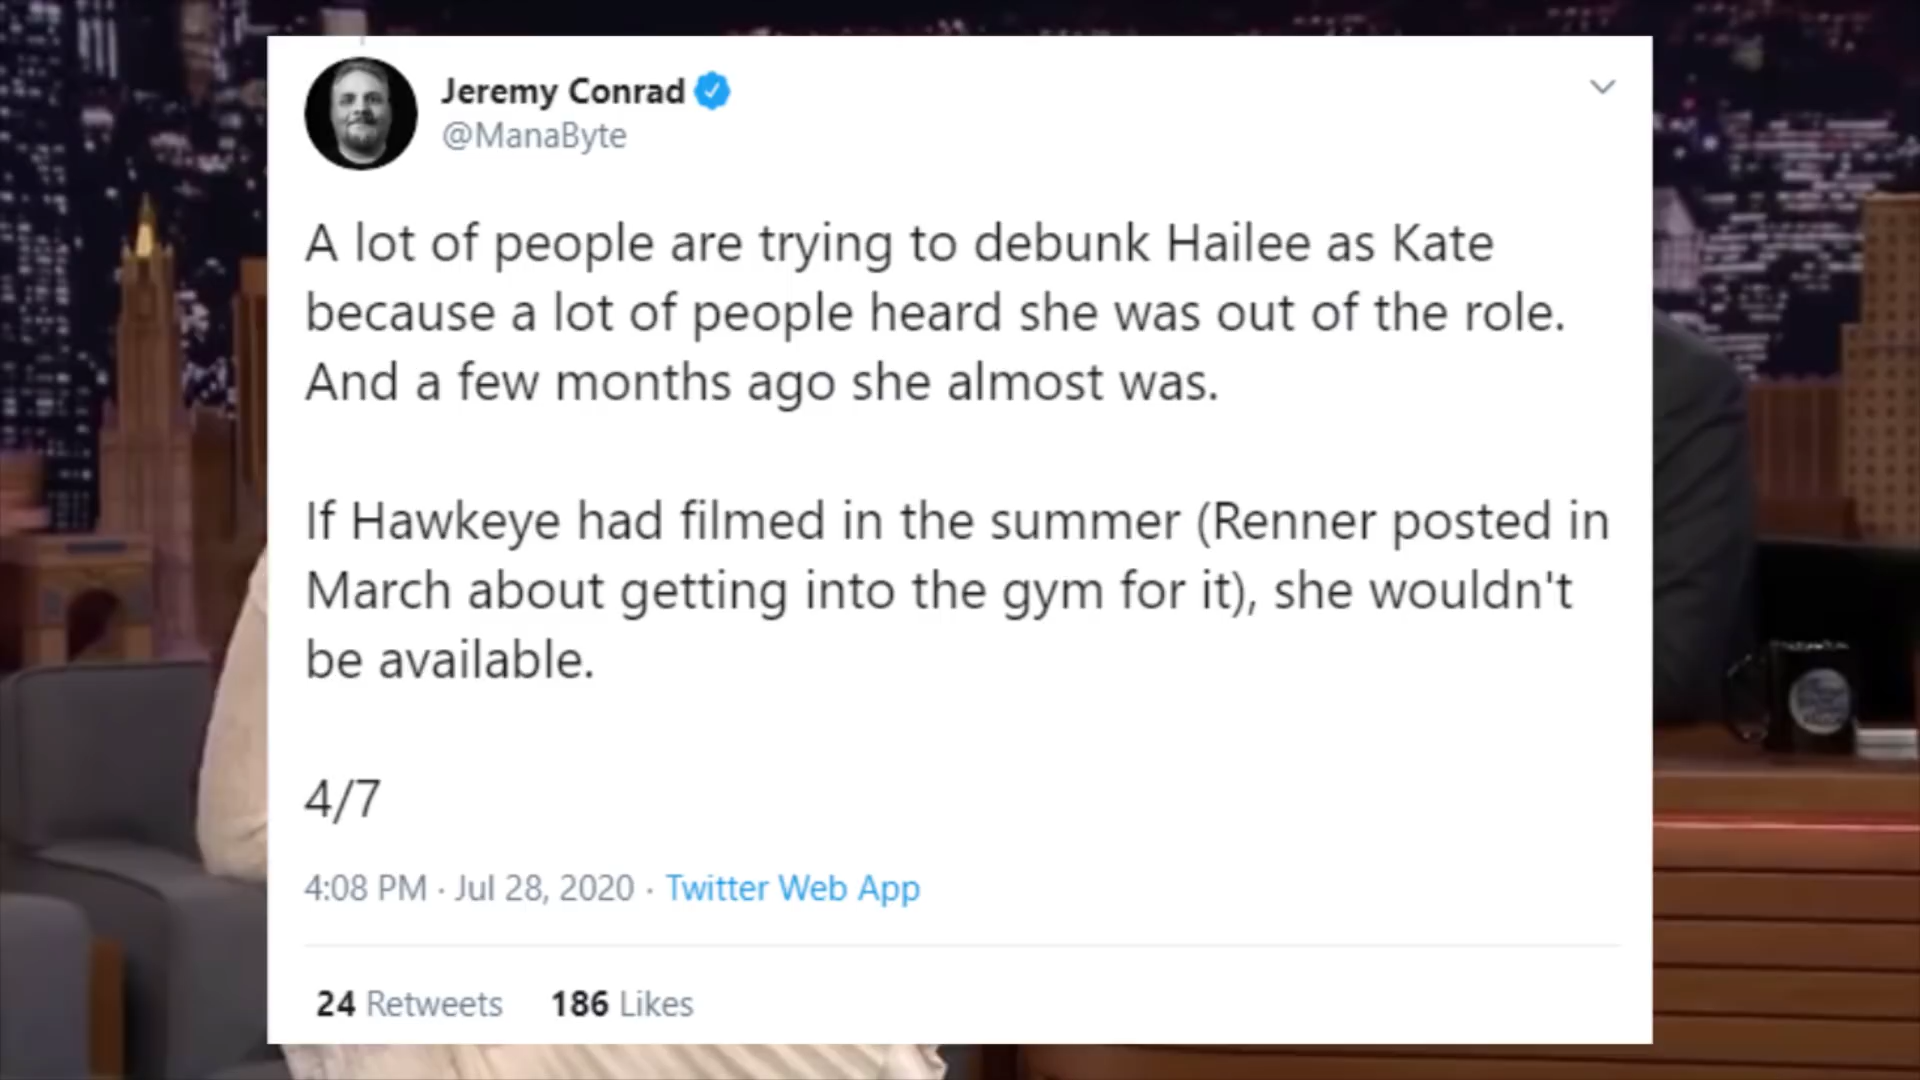 Jeremy Conrad
@ManaByte
A lot of people are trying to debunk Hailee as Kate
because a lot of people heard she was out of the role.
And a few months ago she almost was.
If Hawkeye had filmed in the summer (Renner posted in
March about getting into the gym for it), she wouldn't
be available.
4/7
4:08 PM · Jul 28, 2020 · Twitter Web App
24 Retweets 186 Likes